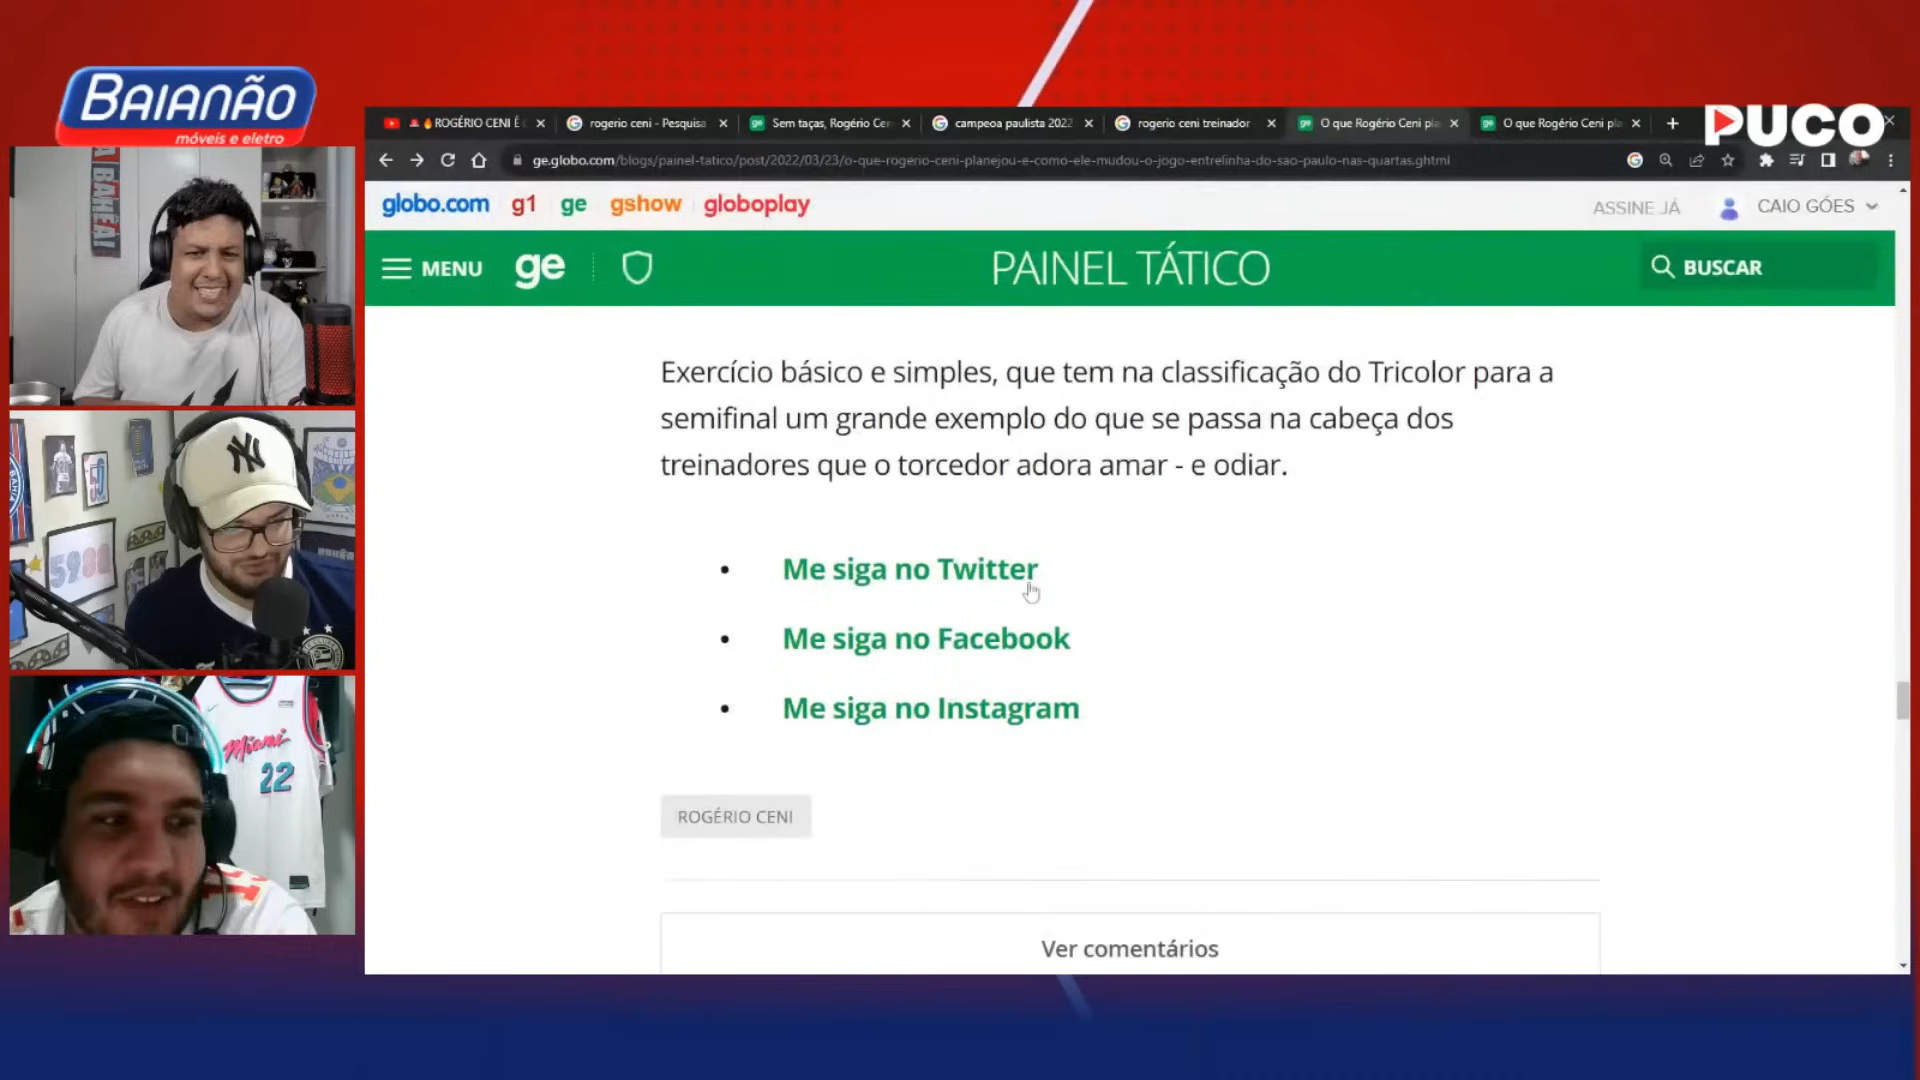 BAIANÃO
móveis e eletro
PUCO
ROGÉRIO CENI É
rogerio ceni - Pesquisa
Sem taças, Rogério Cen
campeoa paulista 2022
rogerio ceni treinador
O que Rogério Ceni pla
O que Rogério Ceni pla
ge.globo.com/blogs/painel-tatico/post/2022/03/23/o-que-rogerio-ceni-planejou-e-como-ele-mudou-o-jogo-entrelinha-do-sao-paulo-nas-quartas.ghtml
globo.com g1 ge gshow globoplay
ASSINE JÁ
CAIO GÓES
MENU ge
PAINEL TÁTICO
BUSCAR
Exercício básico e simples, que tem na classificação do Tricolor para a
semifinal um grande exemplo do que se passa na cabeça dos
treinadores que o torcedor adora amar - e odiar.
• Me siga no Twitter
• Me siga no Facebook
• Me siga no Instagram
ROGÉRIO CENI
Ver comentários
A BAHÊA!
NY
5988
Miami
22